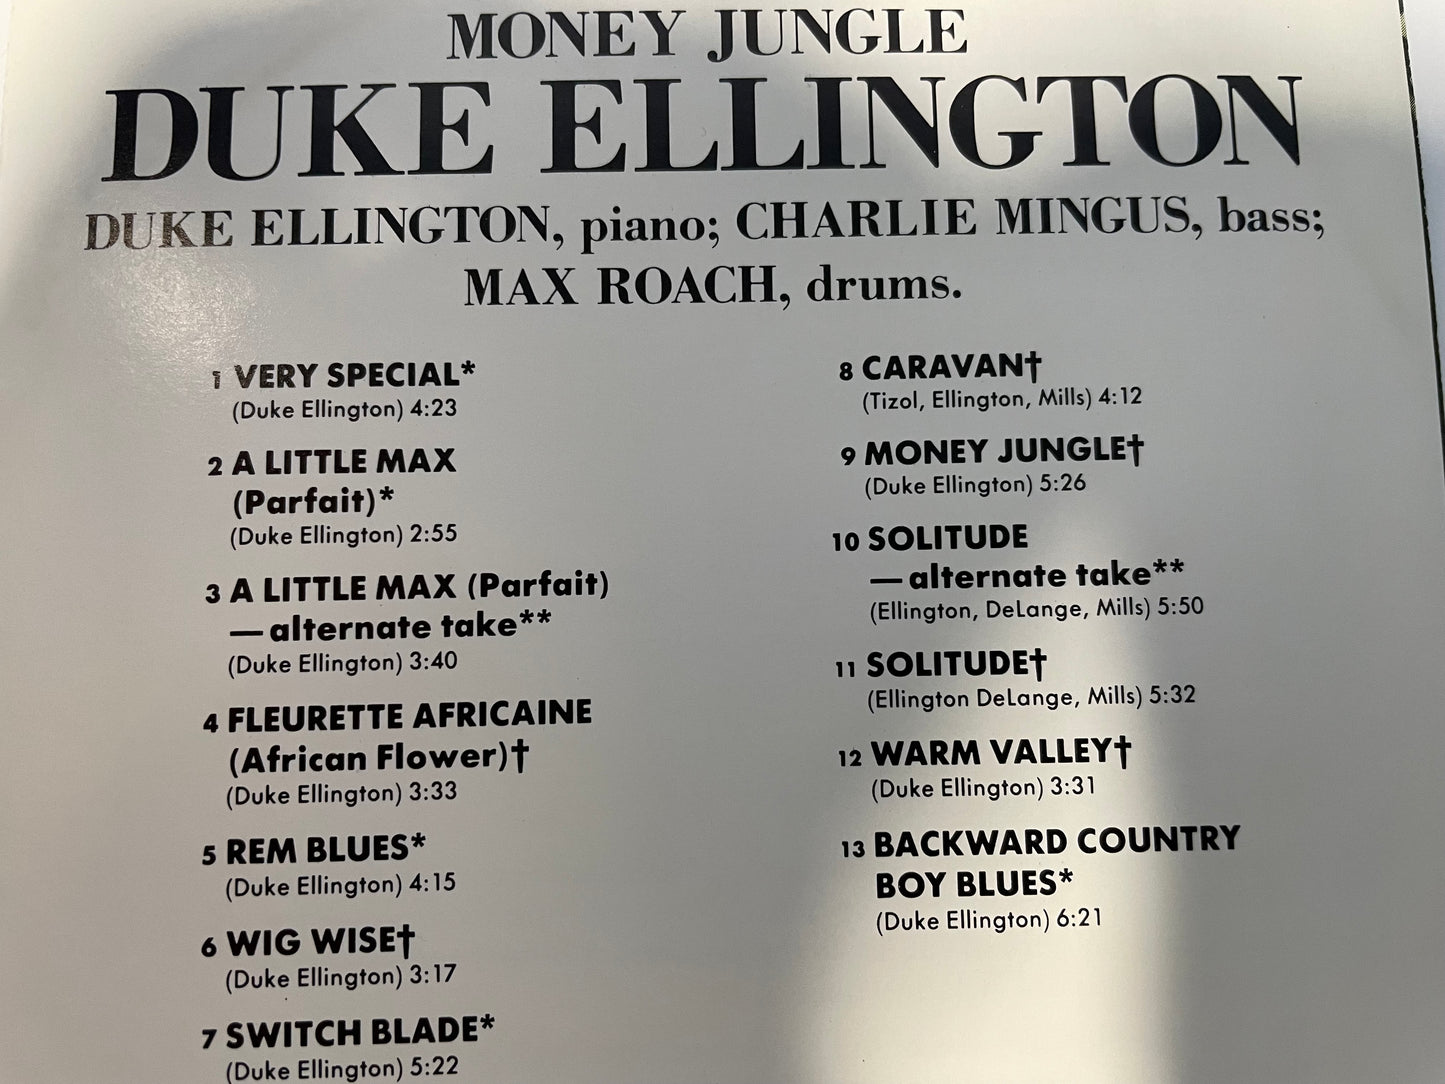 MONEY JUNGLE
DUKE ELLINGTON
DUKE ELLINGTON, piano; CHARLIE MINGUS, bass;
MAX ROACH, drums.
1 VERY SPECIAL*
(Duke Ellington) 4:23
2 A LITTLE MAX
(Parfait)*
(Duke Ellington) 2:55
3 A LITTLE MAX (Parfait)
—alternate take**
(Duke Ellington) 3:40
4 FLEURETTE AFRICAINE
(African Flower)†
(Duke Ellington) 3:33
5 REM BLUES*
(Duke Ellington) 4:15
6 WIG WISE†
(Duke Ellington) 3:17
7 SWITCH BLADE*
(Duke Ellington) 5:22
8 CARAVAN†
(Tizol, Ellington, Mills) 4:12
9 MONEY JUNGLE†
(Duke Ellington) 5:26
10 SOLITUDE
—alternate take**
(Ellington, DeLange, Mills) 5:50
11 SOLITUDE†
(Ellington DeLange, Mills) 5:32
12 WARM VALLEY†
(Duke Ellington) 3:31
13 BACKWARD COUNTRY
BOY BLUES*
(Duke Ellington) 6:21